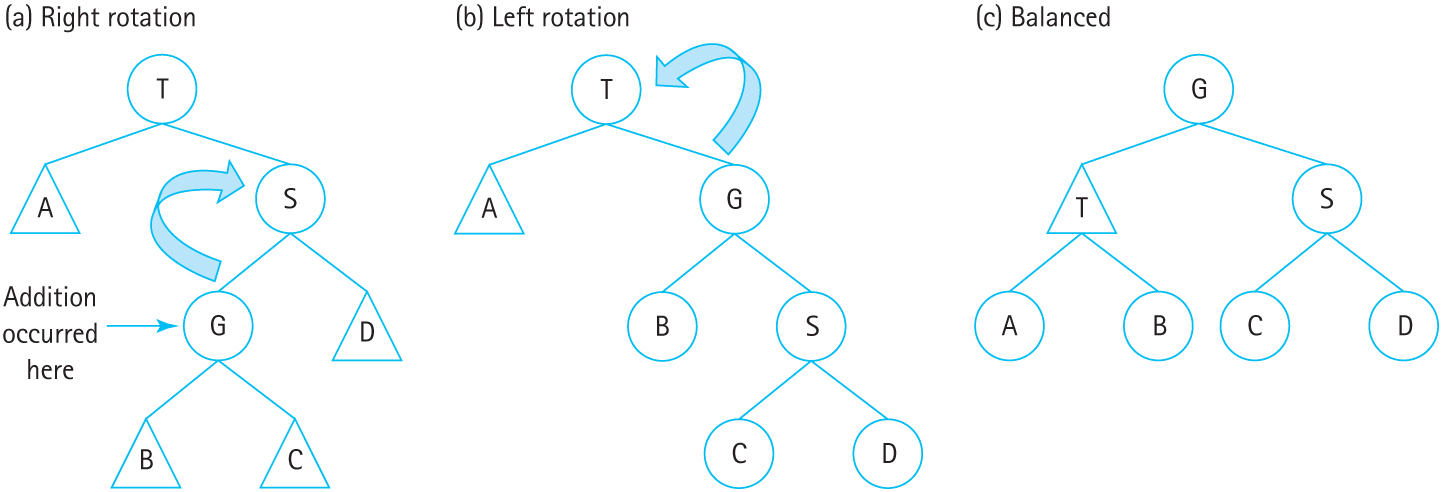 (a) Right rotation
T
A
S
Addition
occurred
here
G
D
B
C
(b) Left rotation
T
A
G
B
S
C
D
(c) Balanced
G
T
S
A
B
C
D